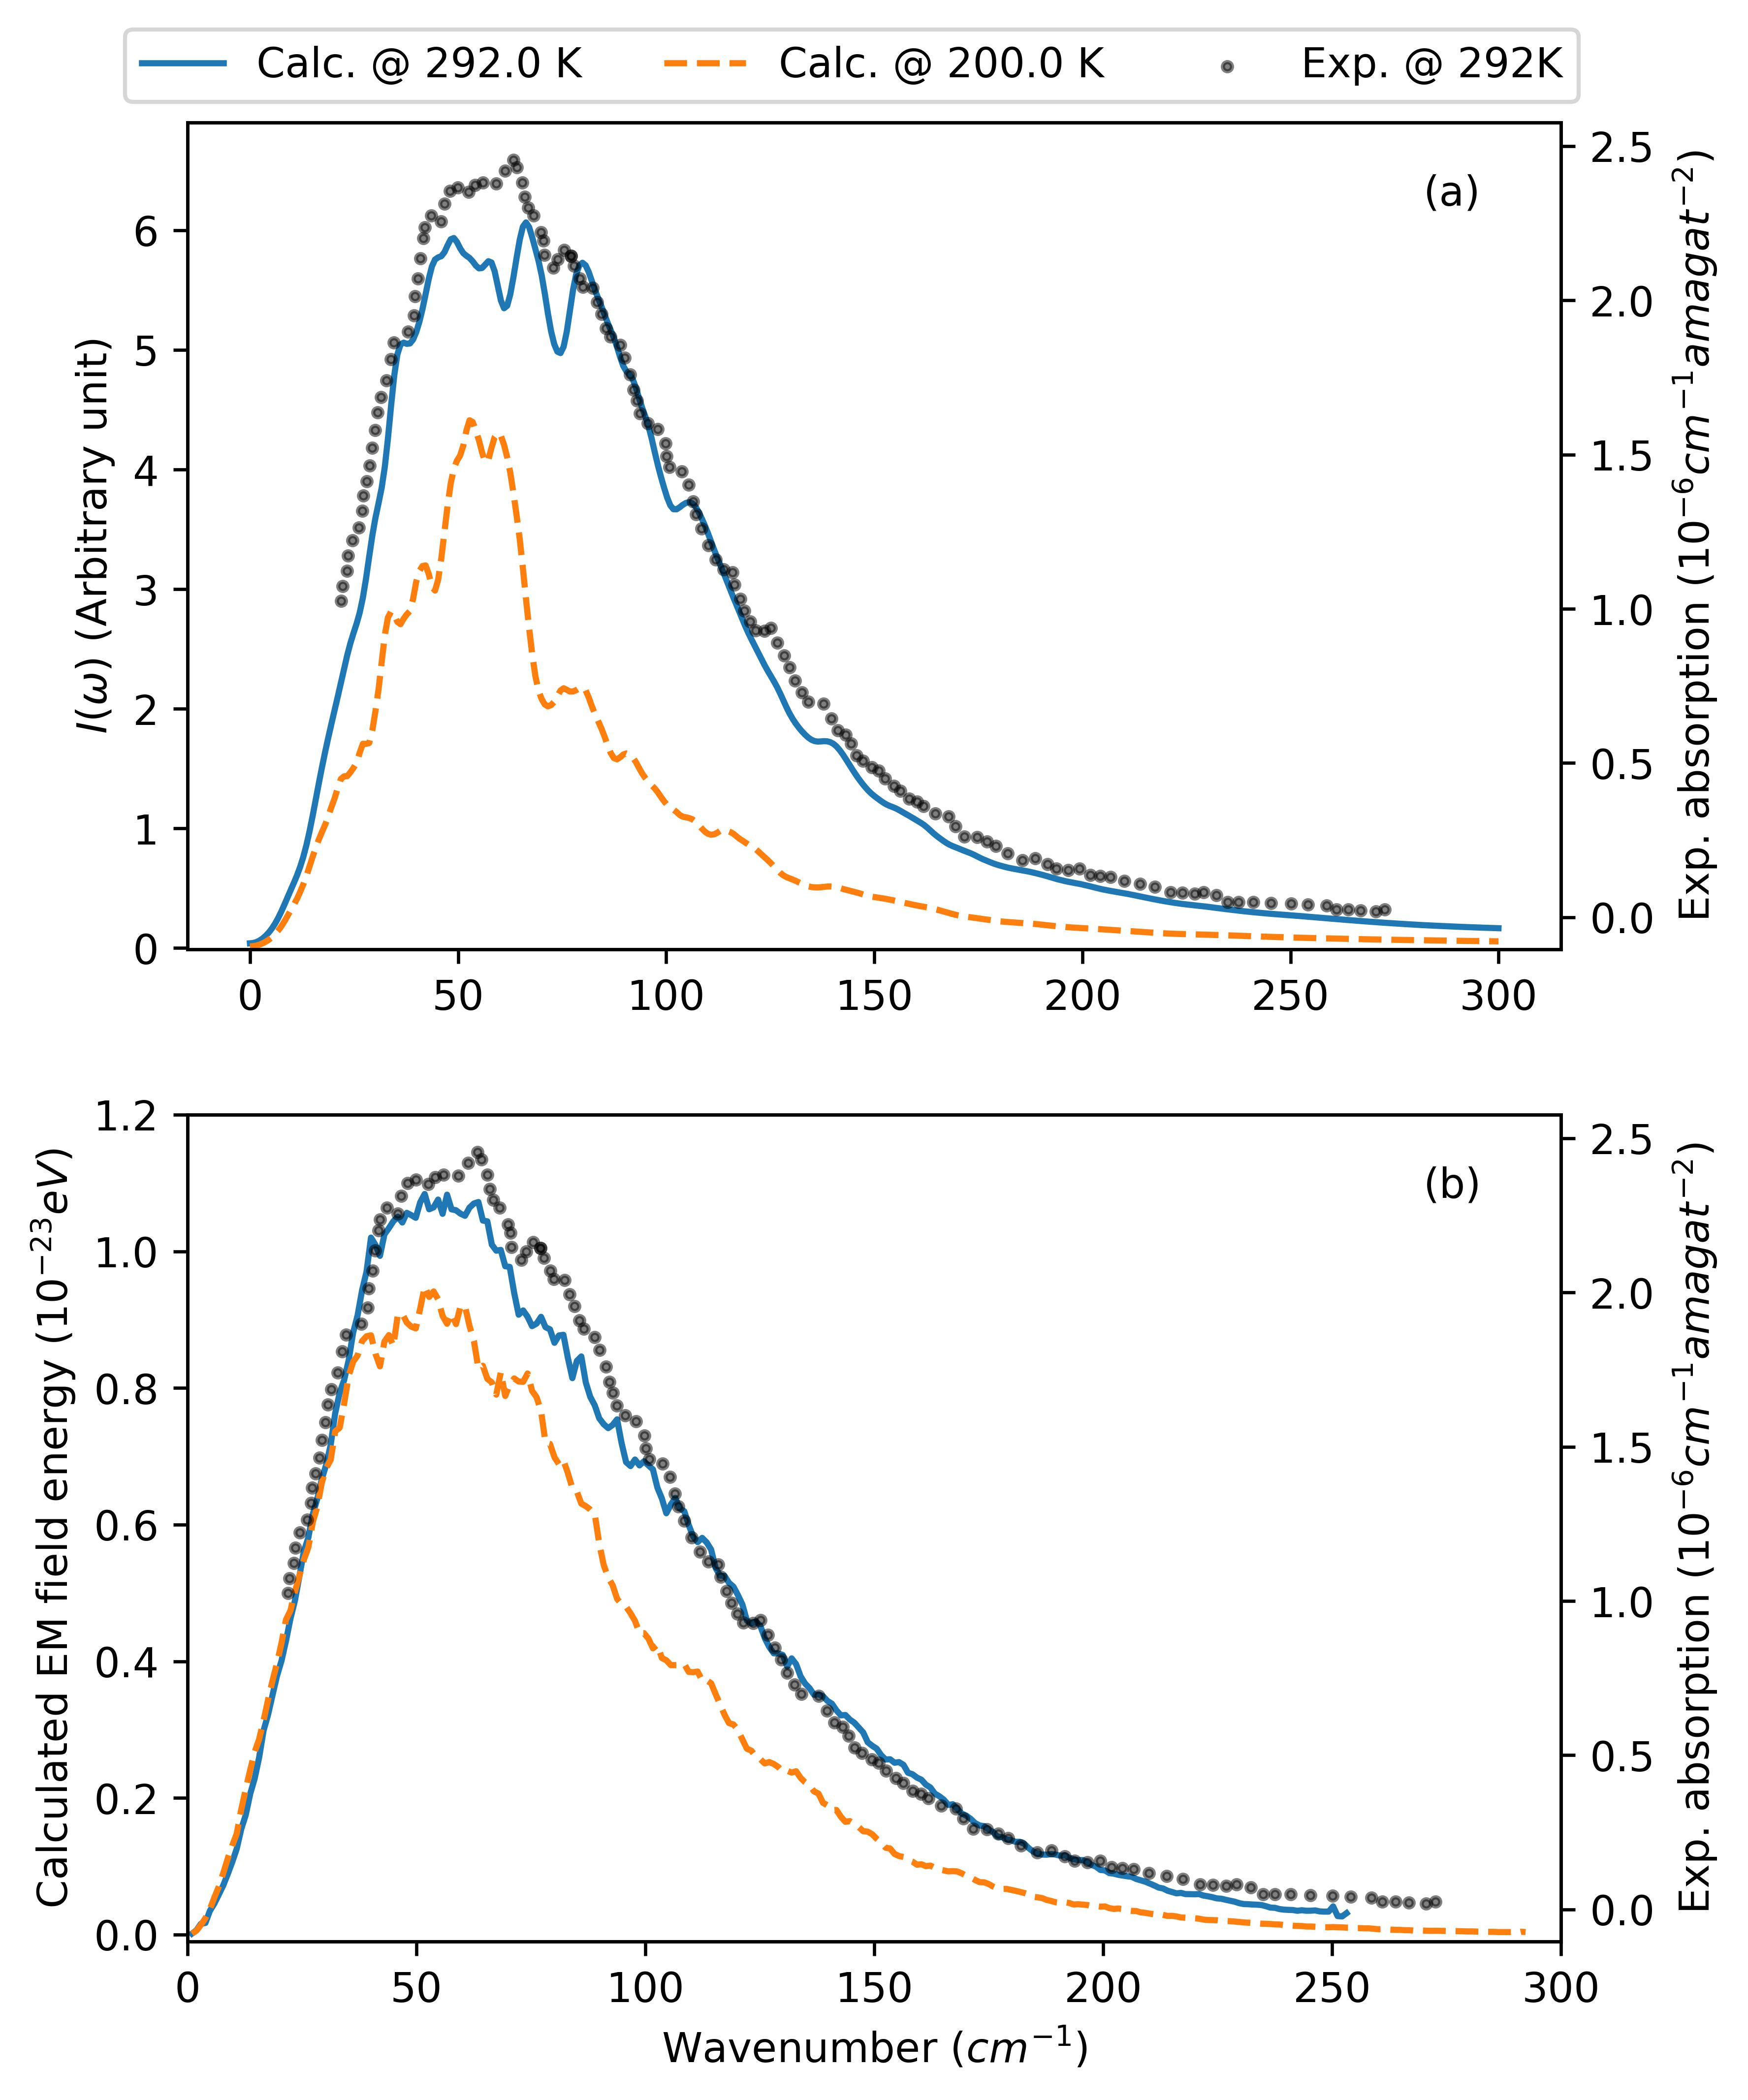 Calc. @ 292.0 K Calc. @ 200.0 K Exp. @ 292K
(a)
I(ω) (Arbitrary unit)
6
5
4
3
2
1
0
0 50 100 150 200 250 300
2.5
2.0
1.5
1.0
0.5
0.0
Exp. absorption (10⁻⁶cm⁻¹amagat⁻²)
(b)
Calculated EM field energy (10⁻²³eV)
1.2
1.0
0.8
0.6
0.4
0.2
0.0
0 50 100 150 200 250 300
Wavenumber (cm⁻¹)
2.5
2.0
1.5
1.0
0.5
0.0
Exp. absorption (10⁻⁶cm⁻¹amagat⁻²)